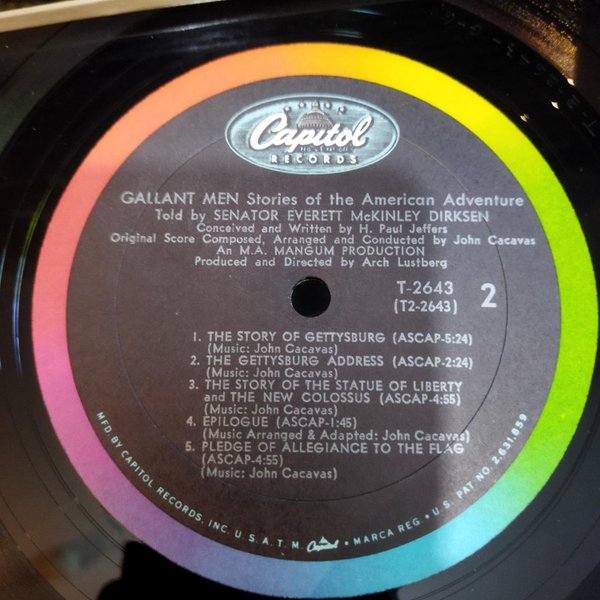 Capitol
RECORDS
GALLANT MEN Stories of the American Adventure
Told by SENATOR EVERETT McKINLEY DIRKSEN
Conceived and Written by H. Paul Jeffers
Original Score Composed, Arranged and Conducted by John Cacavas
An M.A. MANGUM PRODUCTION
Produced and Directed by Arch Lustberg
T-2643
(T2-2643)
2
1. THE STORY OF GETTYSBURG (ASCAP-5:24)
(Music: John Cacavas)
2. THE GETTYSBURG ADDRESS (ASCAP-2:24)
(Music: John Cacavas)
3. THE STORY OF THE STATUE OF LIBERTY
and THE NEW COLOSSUS (ASCAP-4:55)
(Music: John Cacavas)
4. EPILOGUE (ASCAP-1:45)
(Music Arranged & Adapted: John Cacavas)
5. PLEDGE OF ALLEGIANCE TO THE FLAG
(ASCAP-4:55)
(Music: John Cacavas)
MFD. BY CAPITOL RECORDS, INC. U.S.A. T.M. Capitol • MARCA REG. • U.S. PAT. NO. 2,631,859